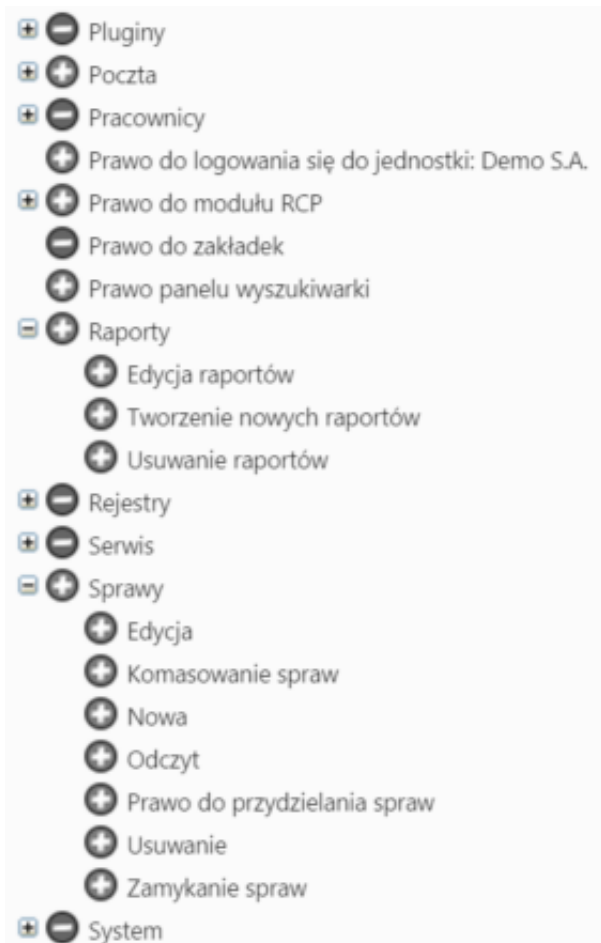 Pluginy
Poczta
Pracownicy
Prawo do logowania się do jednostki: Demo S.A.
Prawo do modułu RCP
Prawo do zakładek
Prawo panelu wyszukiwarki
Raporty
Edycja raportów
Tworzenie nowych raportów
Usuwanie raportów
Rejestry
Serwis
Sprawy
Edycja
Komasowanie spraw
Nowa
Odczyt
Prawo do przydzielania spraw
Usuwanie
Zamykanie spraw
System